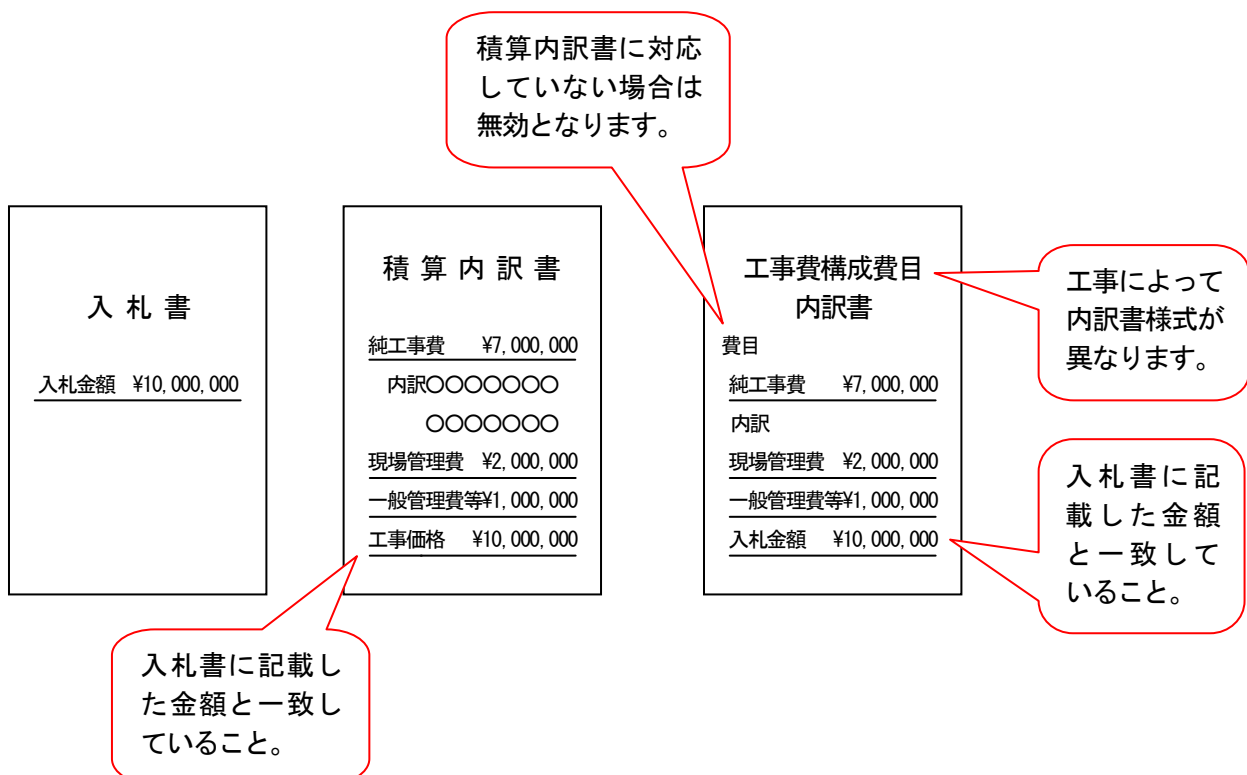 積算内訳書に対応
していない場合は
無効となります。
入 札 書
入札金額 ¥10,000,000
積 算 内 訳 書
純工事費 ¥7,000,000
内訳〇〇〇〇〇〇〇
〇〇〇〇〇〇〇
現場管理費 ¥2,000,000
一般管理費等¥1,000,000
工事価格 ¥10,000,000
工事費構成費目
内訳書
費目
純工事費 ¥7,000,000
内訳
現場管理費 ¥2,000,000
一般管理費等¥1,000,000
入札金額 ¥10,000,000
工事によって
内訳書様式が
異なります。
入札書に記
載した金額
と一致して
いること。
入札書に記載し
た金額と一致し
ていること。